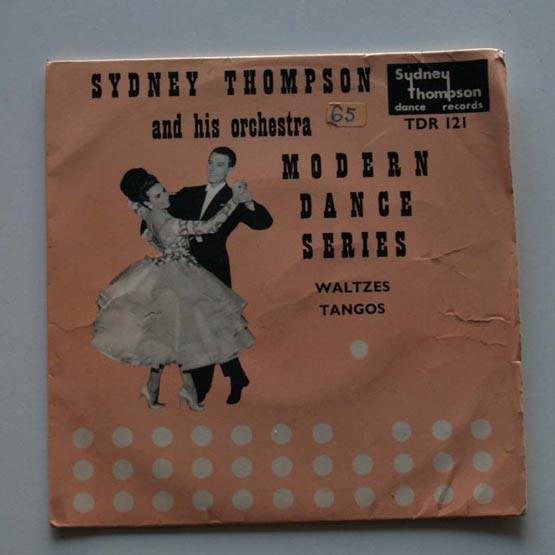 SYDNEY THOMPSON
and his orchestra
65
Sydney
Thompson
dance records
TDR 121
MODERN
DANCE
SERIES
WALTZES
TANGOS